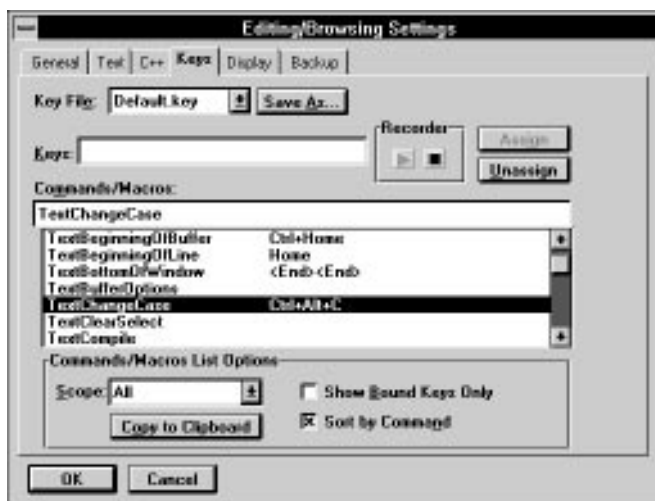 Editing/Browsing Settings
General Text C++ Keys Display Backup
Key File: Default.key Save As...
Recorder
Keys: Assign
Unassign
Commands/Macros:
TextChangeCase
TextBeginningOfBuffer Ctrl+Home
TextBeginningOfLine Home
TextBottomOfWindow <End><End>
TextBufferOptions
TextChangeCase Ctrl+Alt+C
TextClearSelect
TextCompile
Commands/Macros List Options
Scope: All Show Bound Keys Only
Copy to Clipboard Sort by Command
OK Cancel